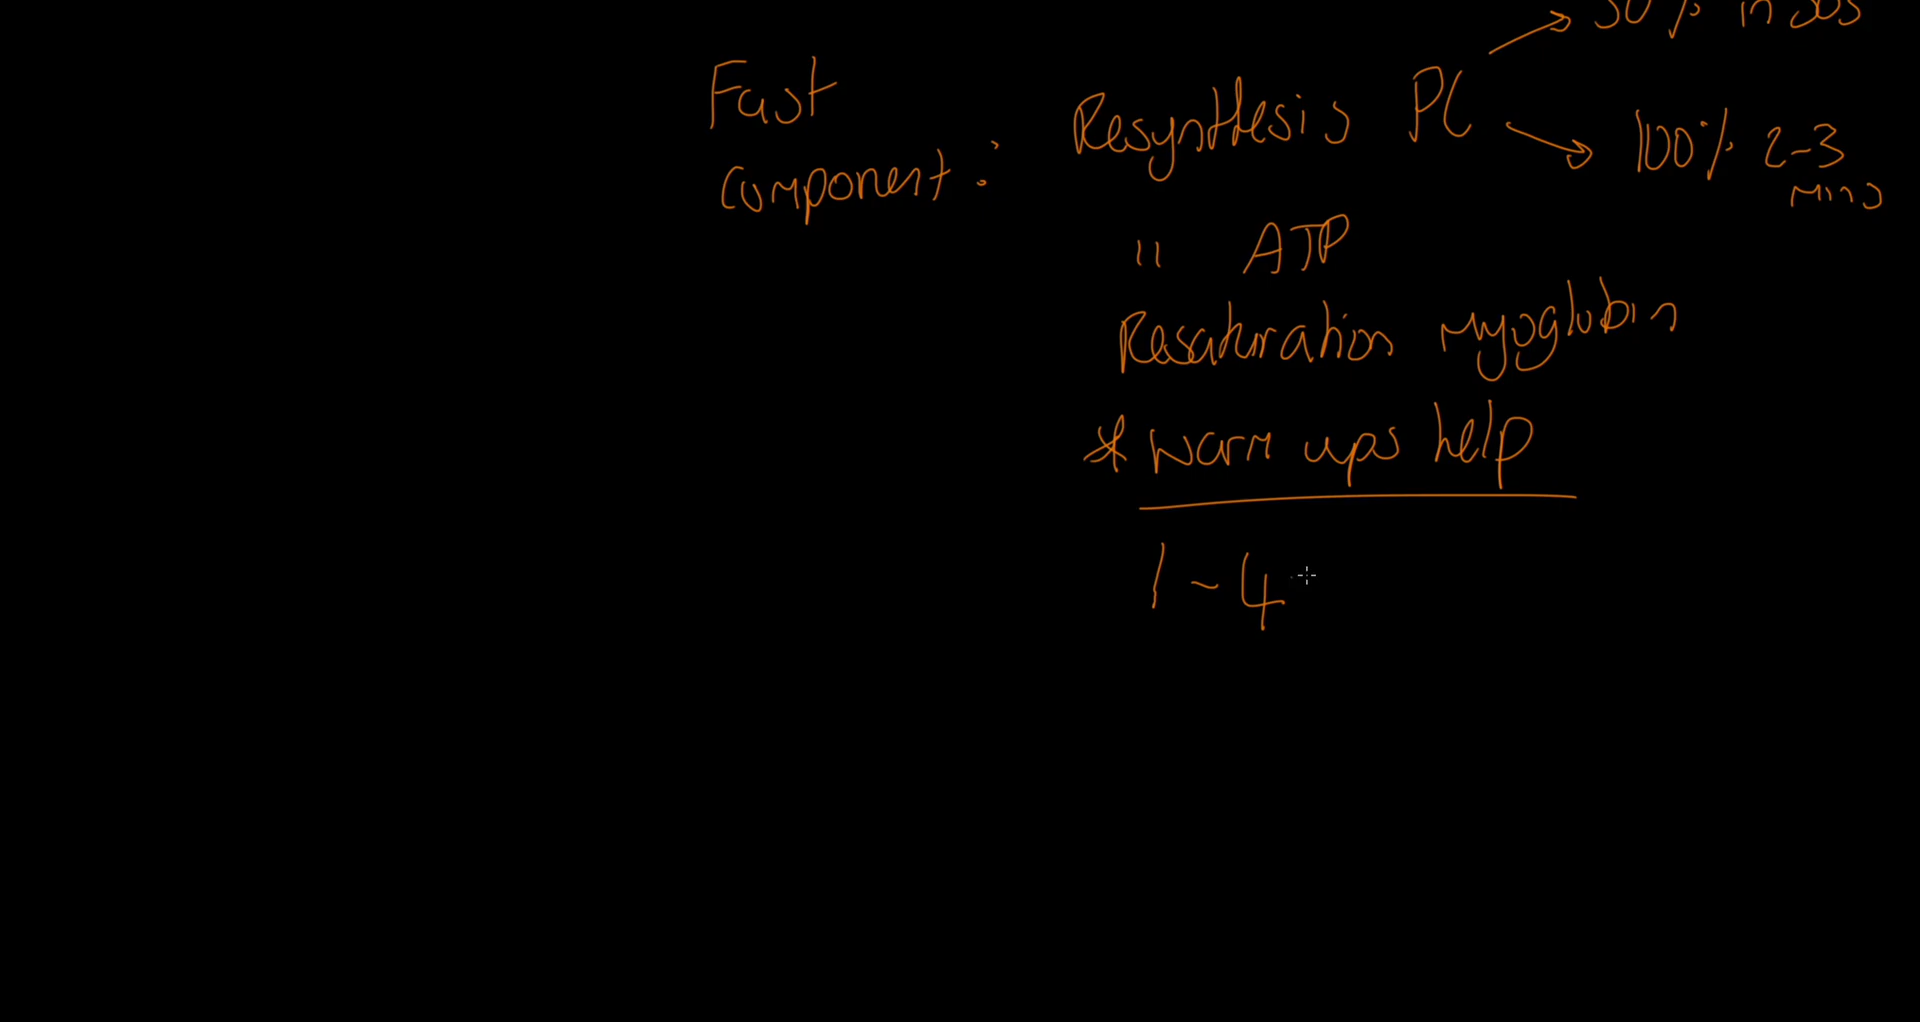 50% in 30s
Fast
component:
Resynthesis PC
100% 2-3
mins
" ATP
Resaturation myoglobin
* warm ups help
1-4